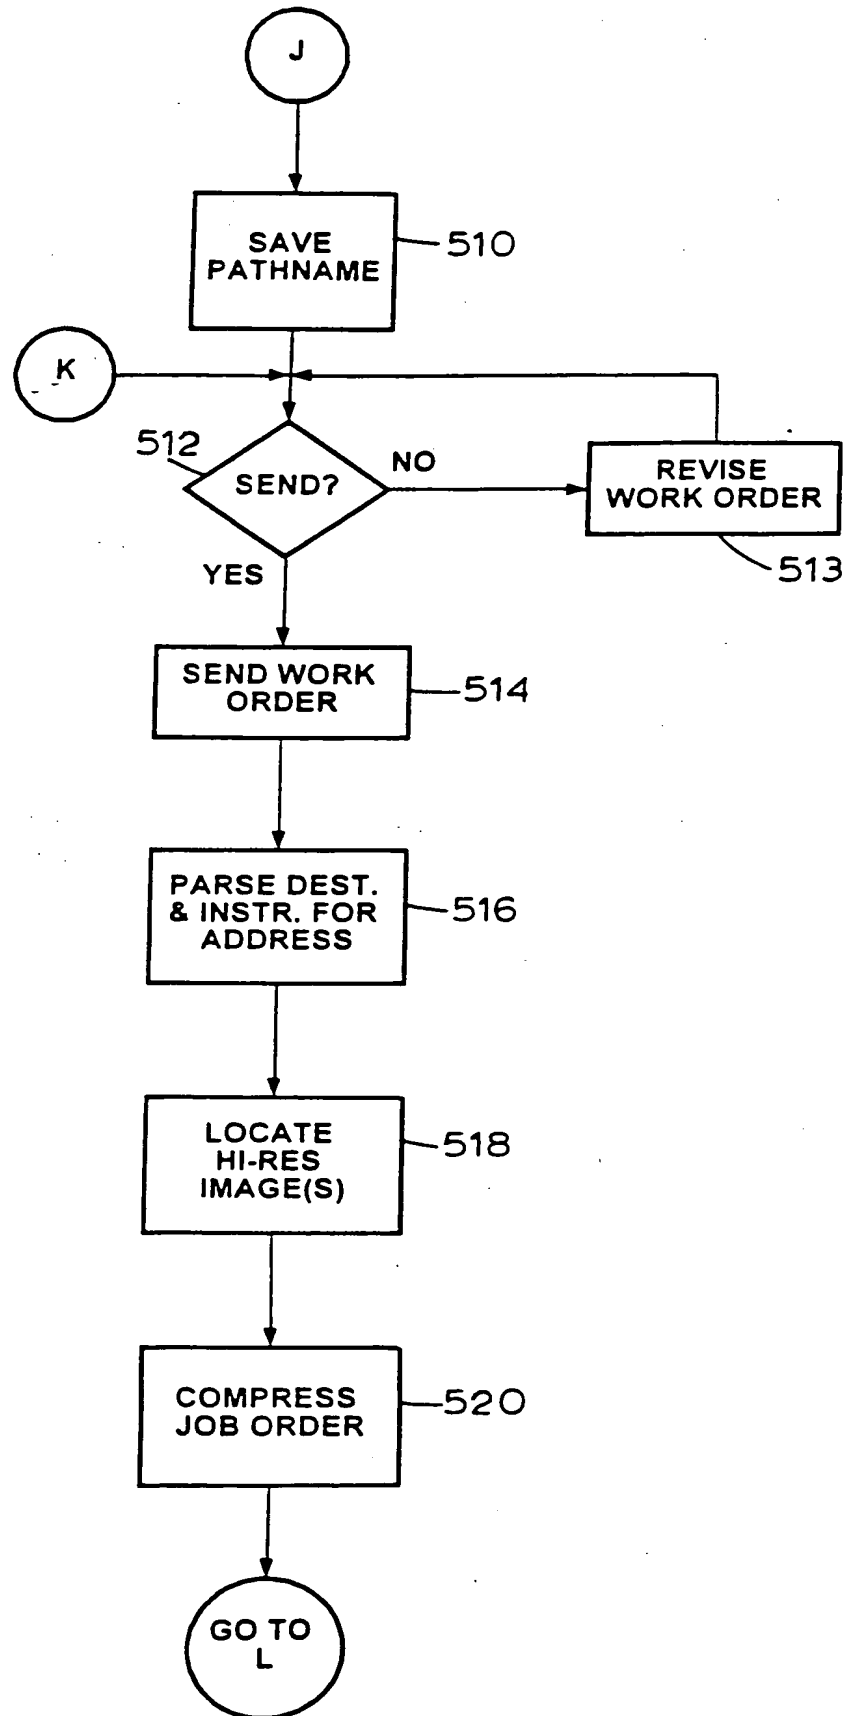 J
SAVE
PATHNAME
510
K
512
SEND?
NO
REVISE
WORK ORDER
513
YES
SEND WORK
ORDER
514
PARSE DEST.
& INSTR. FOR
ADDRESS
516
LOCATE
HI-RES
IMAGE(S)
518
COMPRESS
JOB ORDER
520
GO TO
L